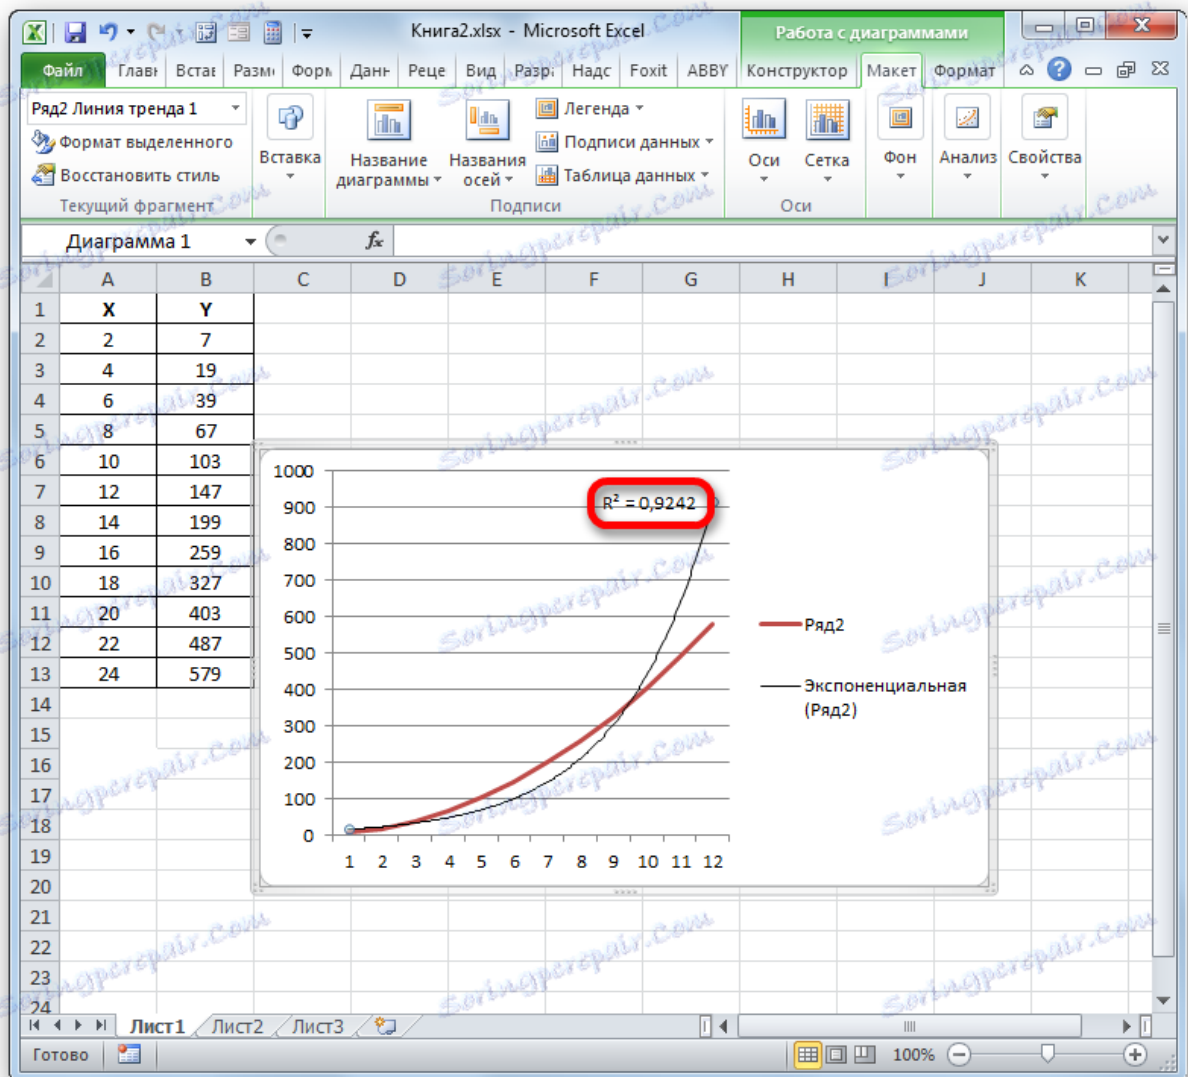 Книга2.xlsx - Microsoft Excel
Работа с диаграммами
Файл Главı Встав Размı Форм Данн Реце Вид Разрı Надс Foxit ABBY Конструктор Макет Формат
Ряд2 Линия тренда 1
Формат выделенного
Восстановить стиль
Текущий фрагмент
Вставка
Название
диаграммы
Названия
осей
Легенда
Подписи данных
Таблица данных
Подписи
Оси
Сетка
Оси
Фон
Анализ
Свойства
Диаграмма 1
fx
A B C D E F G H I J K
1 X Y
2 2 7
3 4 19
4 6 39
5 8 67
6 10 103
7 12 147
8 14 199
9 16 259
10 18 327
11 20 403
12 22 487
13 24 579
14
15
16
17
18
19
20
21
22
23
24
1000
900
800
700
600
500
400
300
200
100
0
R² = 0,9242
1 2 3 4 5 6 7 8 9 10 11 12
Ряд2
Экспоненциальная
(Ряд2)
Лист1 Лист2 Лист3
Готово
100%
Soringpcrepair.Com